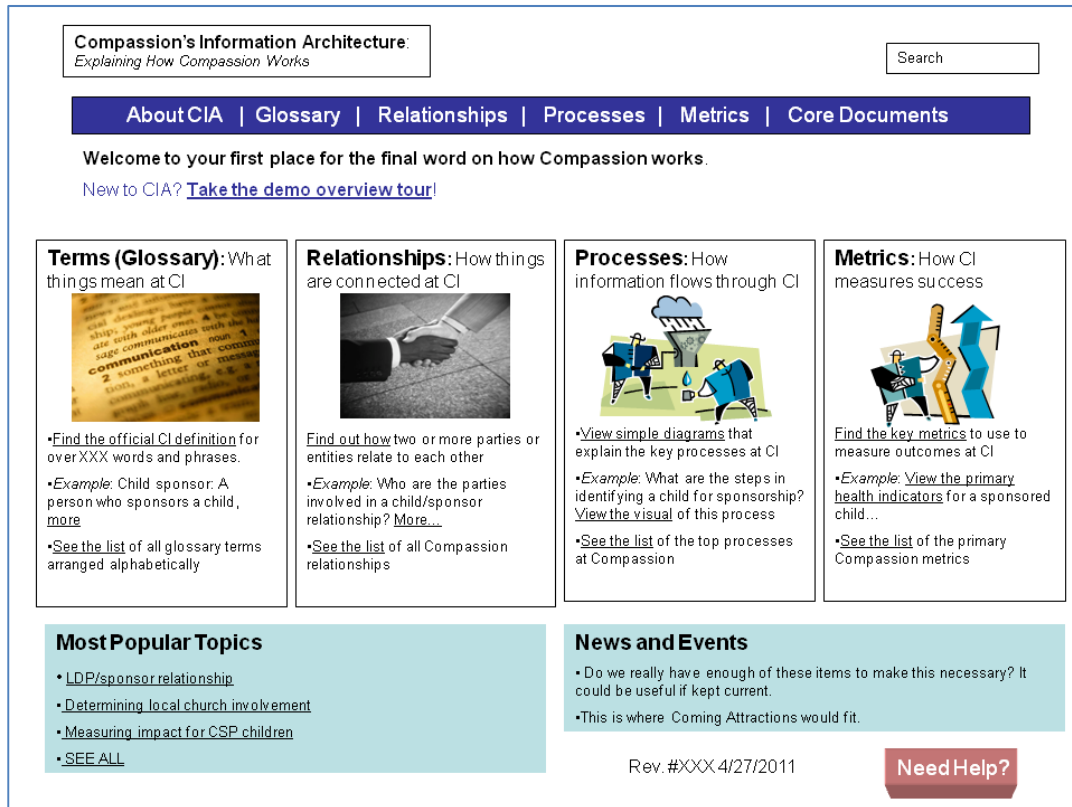 Compassion's Information Architecture:
Explaining How Compassion Works
Search
About CIA | Glossary | Relationships | Processes | Metrics | Core Documents
Welcome to your first place for the final word on how Compassion works.
New to CIA? Take the demo overview tour!
Terms (Glossary): What
things mean at CI
communication noun 1
2 something that
•Find the official CI definition for
over XXX words and phrases.
•Example: Child sponsor: A
person who sponsors a child,
more
•See the list of all glossary terms
arranged alphabetically
Relationships: How things
are connected at CI
Find out how two or more parties or
entities relate to each other
•Example: Who are the parties
involved in a child/sponsor
relationship? More...
•See the list of all Compassion
relationships
Processes: How
information flows through CI
•View simple diagrams that
explain the key processes at CI
•Example: What are the steps in
identifying a child for sponsorship?
View the visual of this process
•See the list of the top processes
at Compassion
Metrics: How CI
measures success
Find the key metrics to use to
measure outcomes at CI
•Example: View the primary
health indicators for a sponsored
child…
•See the list of the primary
Compassion metrics
Most Popular Topics
• LDP/sponsor relationship
• Determining local church involvement
• Measuring impact for CSP children
• SEE ALL
News and Events
• Do we really have enough of these items to make this necessary? It
could be useful if kept current.
•This is where Coming Attractions would fit.
Rev. #XXX 4/27/2011
Need Help?